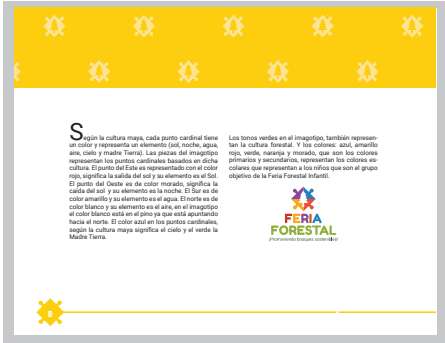 Según la cultura maya, cada punto cardinal tiene
un color y representa un elemento (sol, noche, agua,
aire, cielo y madre Tierra). Las piezas del imagotipo
representan los puntos cardinales basados en dicha
cultura. El punto del Este es representado con el color
rojo, significa la salida del sol y su elemento es el Sol.
El punto del Oeste es de color morado, significa la
caída del sol y su elemento es la noche. El Sur es de
color amarillo y su elemento es el agua. El norte es de
color blanco y su elemento es el aire, en el imagotipo
el color blanco está en el pino ya que está apuntando
hacia el norte. El color azul en los puntos cardinales,
según la cultura maya significa el cielo y el verde la
Madre Tierra.
Los tonos verdes en el imagotipo, también represen-
tan la cultura forestal. Y los colores: azul, amarillo
rojo, verde, naranja y morado, que son los colores
primarios y secundarios, representan los colores es-
colares que representan a los niños que son el grupo
objetivo de la Feria Forestal Infantil.
FERIA
FORESTAL
¡Promoviendo bosques sostenibles!
8